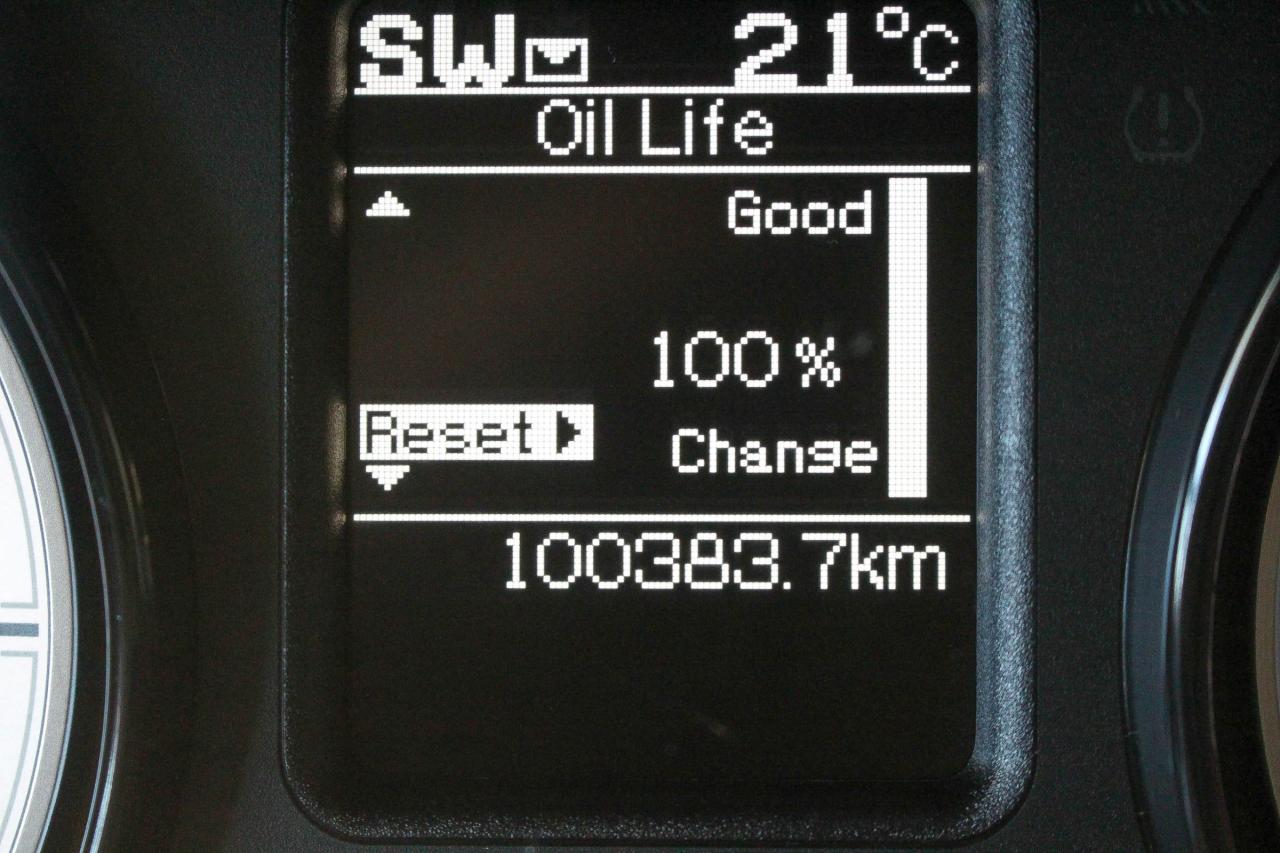 SW 21°C
Oil Life
Good
100%
Reset
Change
100383.7km